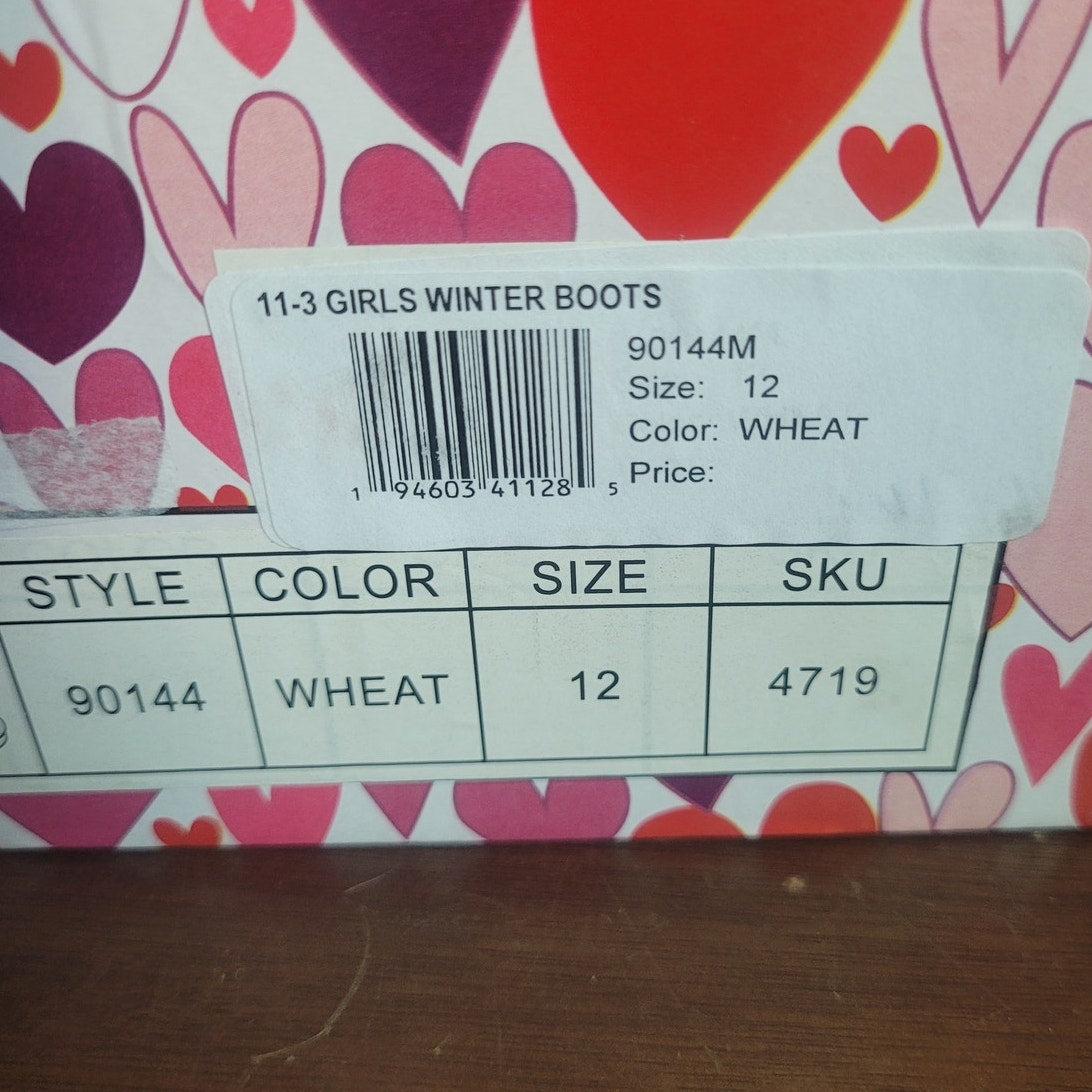 11-3 GIRLS WINTER BOOTS
90144M
Size: 12
Color: WHEAT
Price:
1 94603 41128 5
STYLE COLOR SIZE SKU
90144 WHEAT 12 4719